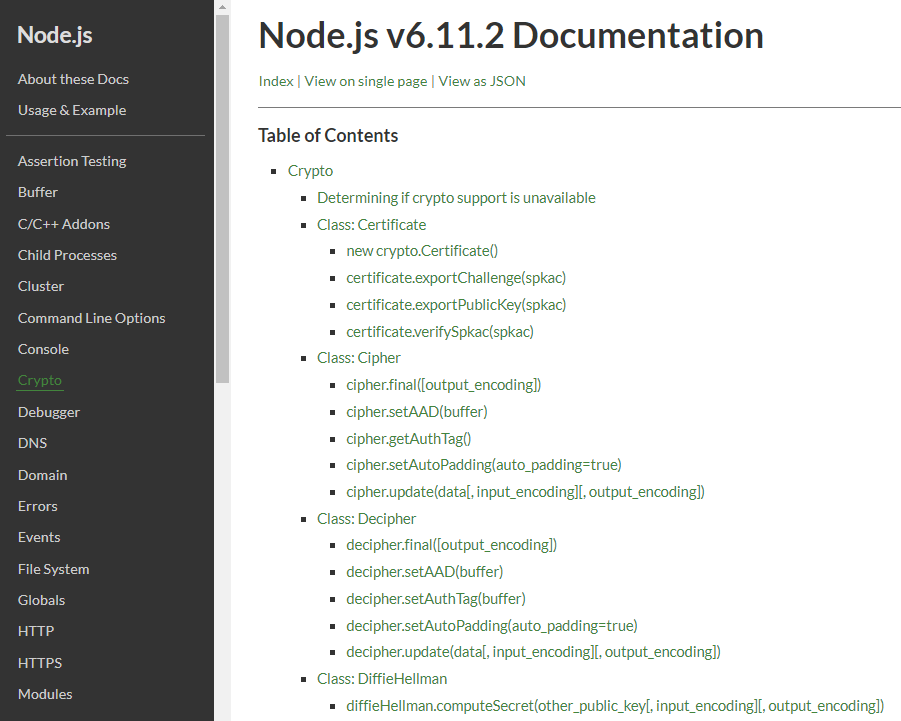 Node.js
About these Docs
Usage & Example
Assertion Testing
Buffer
C/C++ Addons
Child Processes
Cluster
Command Line Options
Console
Crypto
Debugger
DNS
Domain
Errors
Events
File System
Globals
HTTP
HTTPS
Modules
Node.js v6.11.2 Documentation
Index | View on single page | View as JSON
Table of Contents
Crypto
Determining if crypto support is unavailable
Class: Certificate
new crypto.Certificate()
certificate.exportChallenge(spkac)
certificate.exportPublicKey(spkac)
certificate.verifySpkac(spkac)
Class: Cipher
cipher.final([output_encoding])
cipher.setAAD(buffer)
cipher.getAuthTag()
cipher.setAutoPadding(auto_padding=true)
cipher.update(data[, input_encoding][, output_encoding])
Class: Decipher
decipher.final([output_encoding])
decipher.setAAD(buffer)
decipher.setAuthTag(buffer)
decipher.setAutoPadding(auto_padding=true)
decipher.update(data[, input_encoding][, output_encoding])
Class: DiffieHellman
diffieHellman.computeSecret(other_public_key[, input_encoding][, output_encoding])